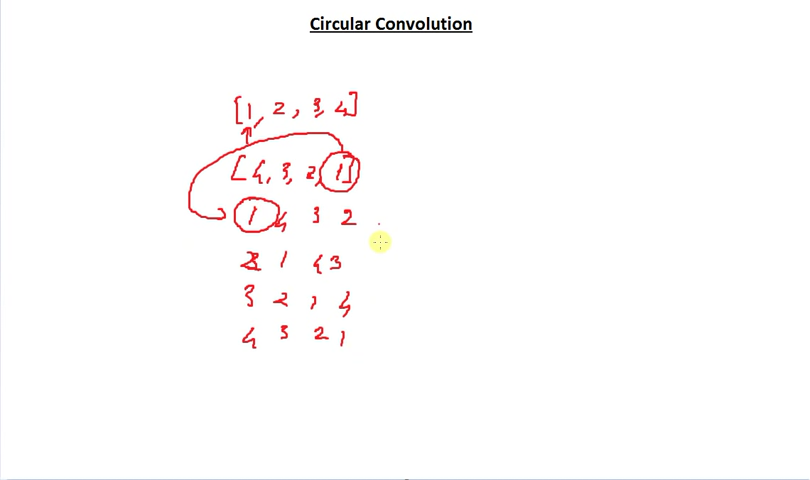 Circular Convolution
[1, 2, 3, 4]
[4, 3, 2, 1]
1 4 3 2
2 1 4 3
3 2 1 4
4 3 2 1